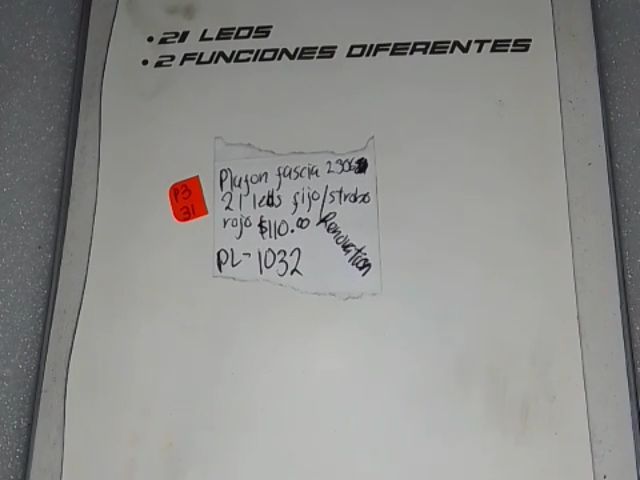 • 21 LEDS
• 2 FUNCIONES DIFERENTES
P3
31
Plafon fascia 2306
21 leds fijo/strobo
rojo $110.00
Renovation
PL-1032